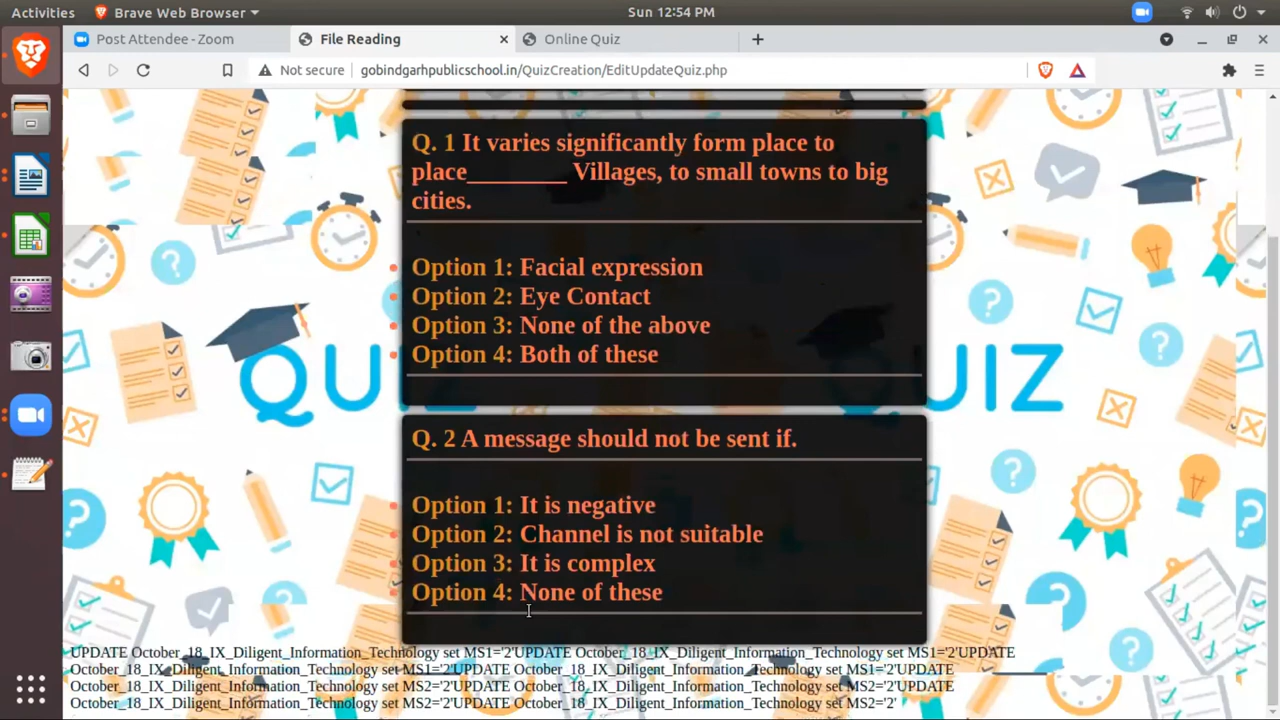 Activities
Brave Web Browser
Sun 12:54 PM
Post Attendee - Zoom
File Reading
Online Quiz
Not secure
gobindgarhpublicschool.in/QuizCreation/EditUpdateQuiz.php
Q. 1 It varies significantly form place to
place________ Villages, to small towns to big
cities.
Option 1: Facial expression
Option 2: Eye Contact
Option 3: None of the above
Option 4: Both of these
QU
UIZ
Q. 2 A message should not be sent if.
Option 1: It is negative
Option 2: Channel is not suitable
Option 3: It is complex
Option 4: None of these
UPDATE October_18_IX_Diligent_Information_Technology set MS1='2'UPDATE October_18_IX_Diligent_Information_Technology set MS1='2'UPDATE
October_18_IX_Diligent_Information_Technology set MS1='2'UPDATE October_18_IX_Diligent_Information_Technology set MS1='2'UPDATE
October_18_IX_Diligent_Information_Technology set MS2='2'UPDATE October_18_IX_Diligent_Information_Technology set MS2='2'UPDATE
October_18_IX_Diligent_Information_Technology set MS2='2'UPDATE October_18_IX_Diligent_Information_Technology set MS2='2'